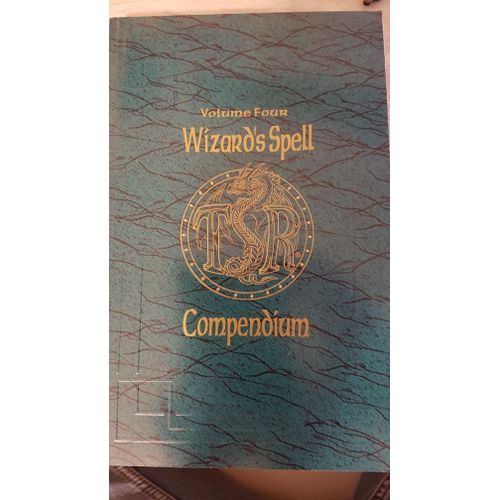 Volume Four
Wizard's Spell
TSR
Compendium